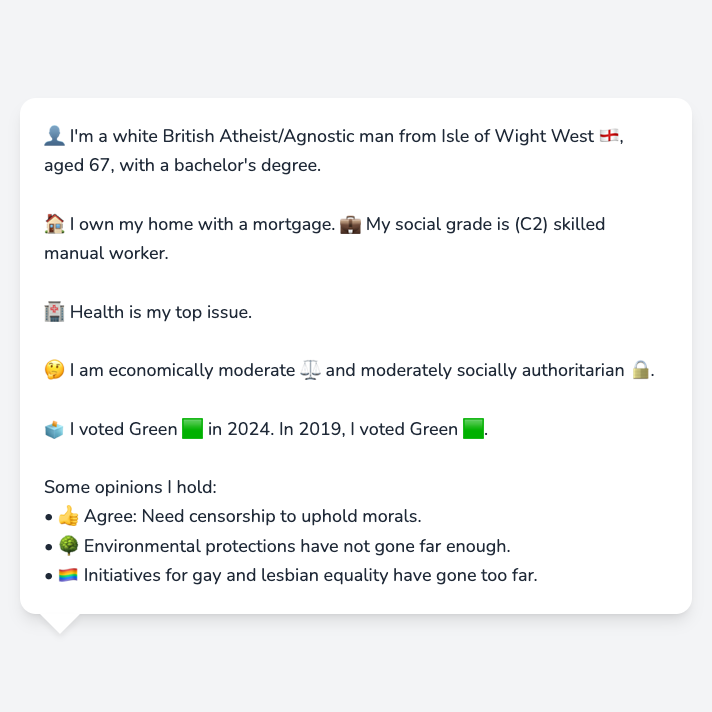 👤 I'm a white British Atheist/Agnostic man from Isle of Wight West 🏴󠁧󠁢󠁥󠁮󠁧󠁿,
aged 67, with a bachelor's degree.
🏠 I own my home with a mortgage. 💼 My social grade is (C2) skilled
manual worker.
🏥 Health is my top issue.
🤔 I am economically moderate ⚖️ and moderately socially authoritarian 🔒.
🗳️ I voted Green 🟩 in 2024. In 2019, I voted Green 🟩.
Some opinions I hold:
• 👍 Agree: Need censorship to uphold morals.
• 🌳 Environmental protections have not gone far enough.
• 🏳️‍🌈 Initiatives for gay and lesbian equality have gone too far.